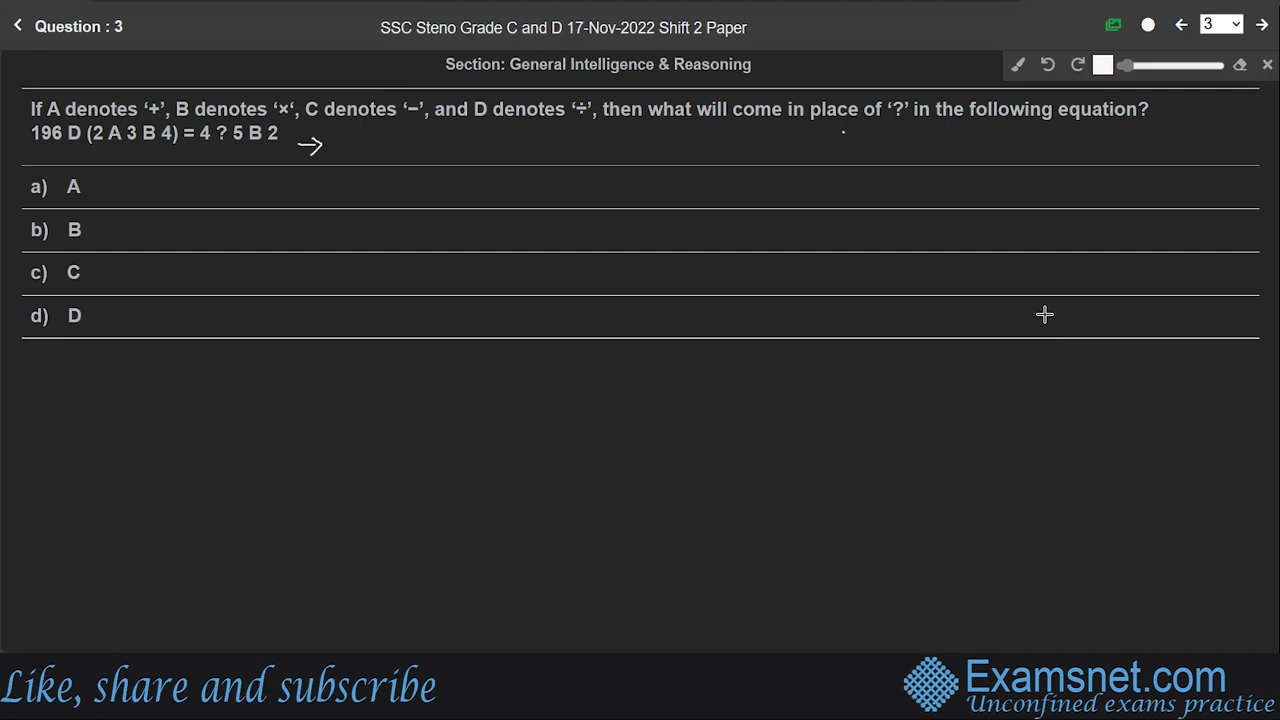 Question : 3
SSC Steno Grade C and D 17-Nov-2022 Shift 2 Paper
3
Section: General Intelligence & Reasoning
If A denotes ‘+’, B denotes ‘×‘, C denotes ‘−’, and D denotes ‘÷’, then what will come in place of ‘?’ in the following equation?
196 D (2 A 3 B 4) = 4 ? 5 B 2
a) A
b) B
c) C
d) D
Like, share and subscribe
Examsnet.com
Unconfined exams practice